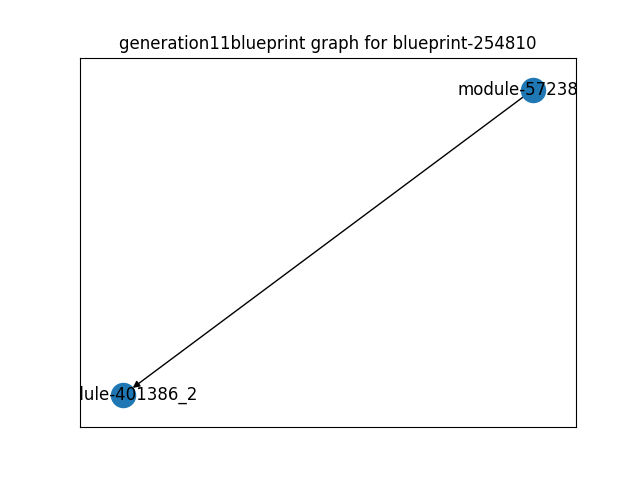 generation11blueprint graph for blueprint-254810
module-57238
lule-401386_2